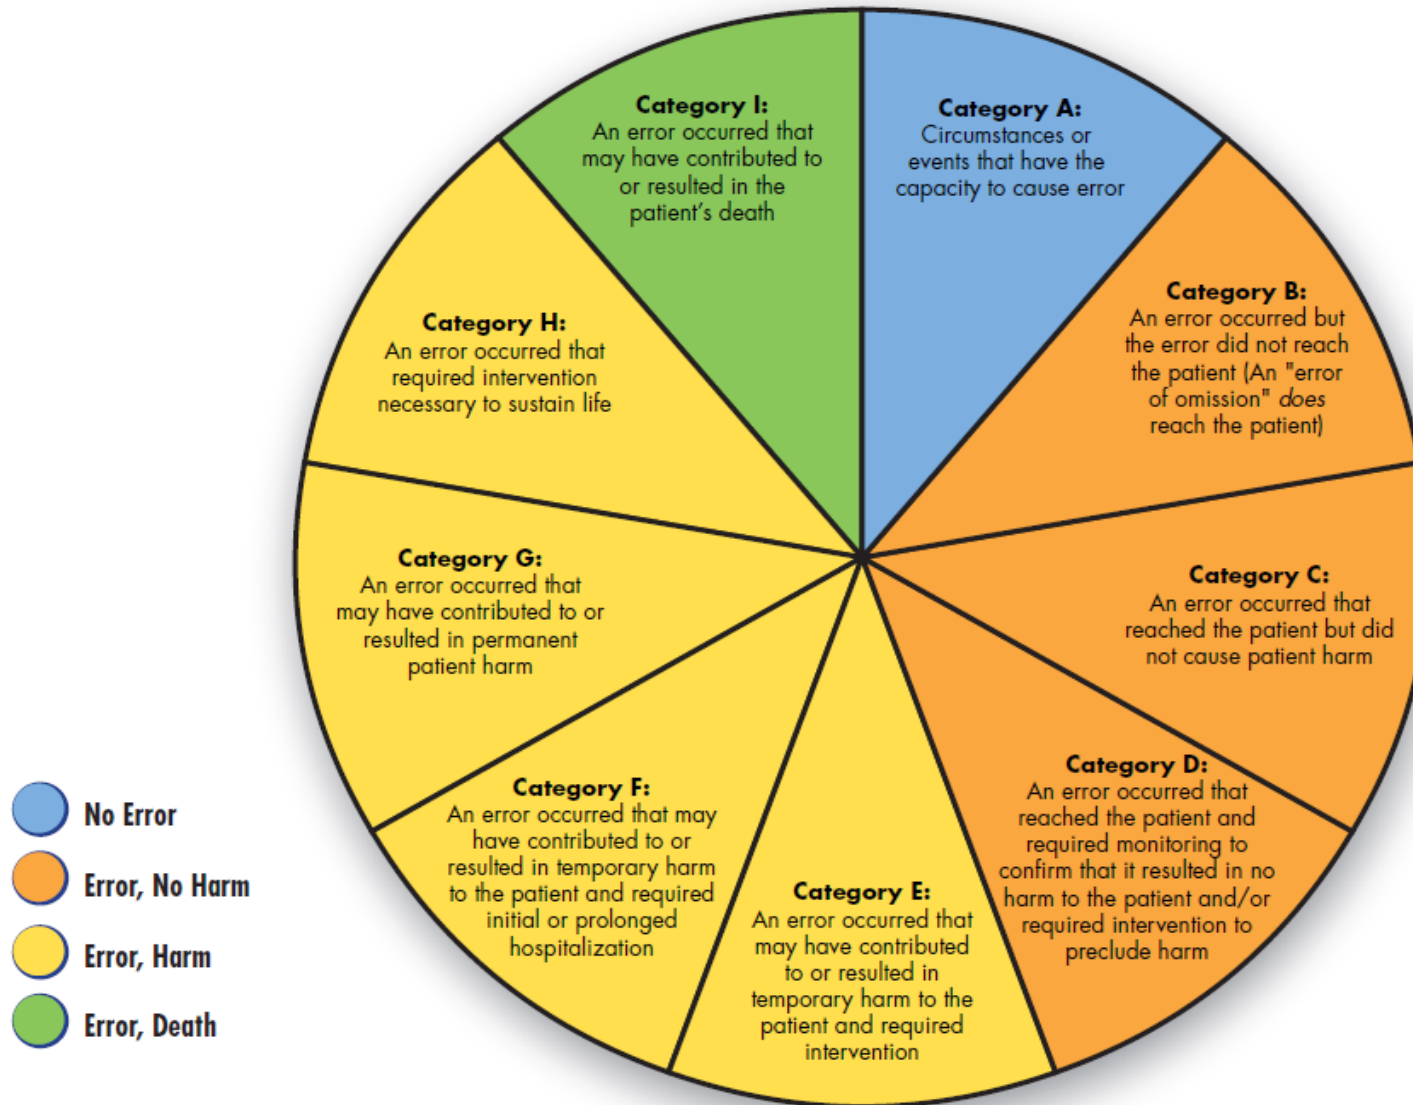 Category I:
An error occurred that
may have contributed to
or resulted in the
patient's death
Category A:
Circumstances or
events that have the
capacity to cause error
Category B:
An error occurred but
the error did not reach
the patient (An "error
of omission" does
reach the patient)
Category H:
An error occurred that
required intervention
necessary to sustain life
Category G:
An error occurred that
may have contributed to or
resulted in permanent
patient harm
Category C:
An error occurred that
reached the patient but did
not cause patient harm
Category D:
An error occurred that
reached the patient and
required monitoring to
confirm that it resulted in no
harm to the patient and/or
required intervention to
preclude harm
Category F:
An error occurred that may
have contributed to or
resulted in temporary harm
to the patient and required
initial or prolonged
hospitalization
Category E:
An error occurred that
may have contributed
to or resulted in
temporary harm to the
patient and required
intervention
No Error
Error, No Harm
Error, Harm
Error, Death